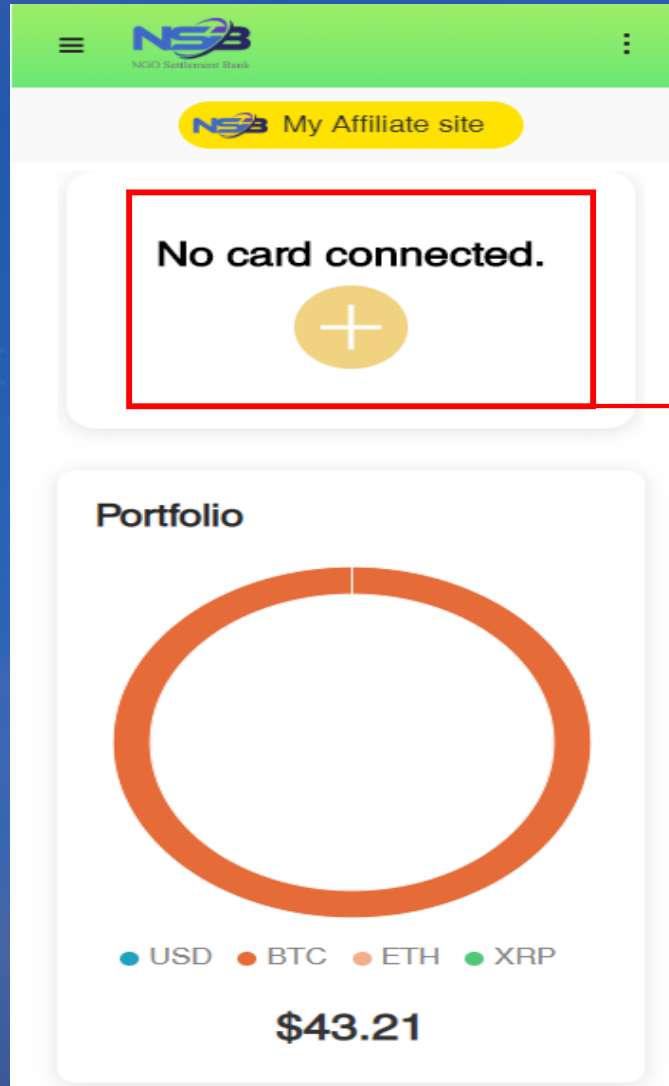 NSB
NGO Settlement Bank
NSB My Affiliate site
No card connected.
Portfolio
USD BTC ETH XRP
$43.21